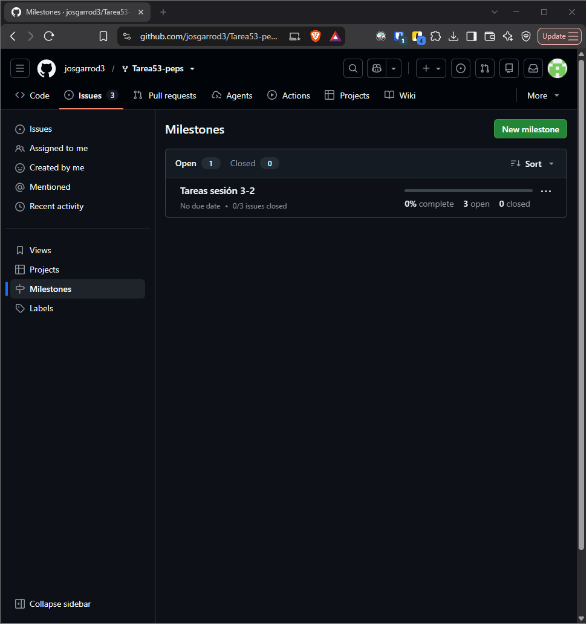 Milestones · josgarrod3/Tarea53-
github.com/josgarrod3/Tarea53-pe...
1
4
Update
josgarrod3 / Tarea53-peps
Code Issues 3 Pull requests Agents Actions Projects Wiki More
Issues
Assigned to me
Created by me
Mentioned
Recent activity
Views
Projects
Milestones
Labels
Milestones
New milestone
Open 1 Closed 0 Sort
Tareas sesión 3-2
No due date • 0/3 issues closed
0% complete 3 open 0 closed
Collapse sidebar